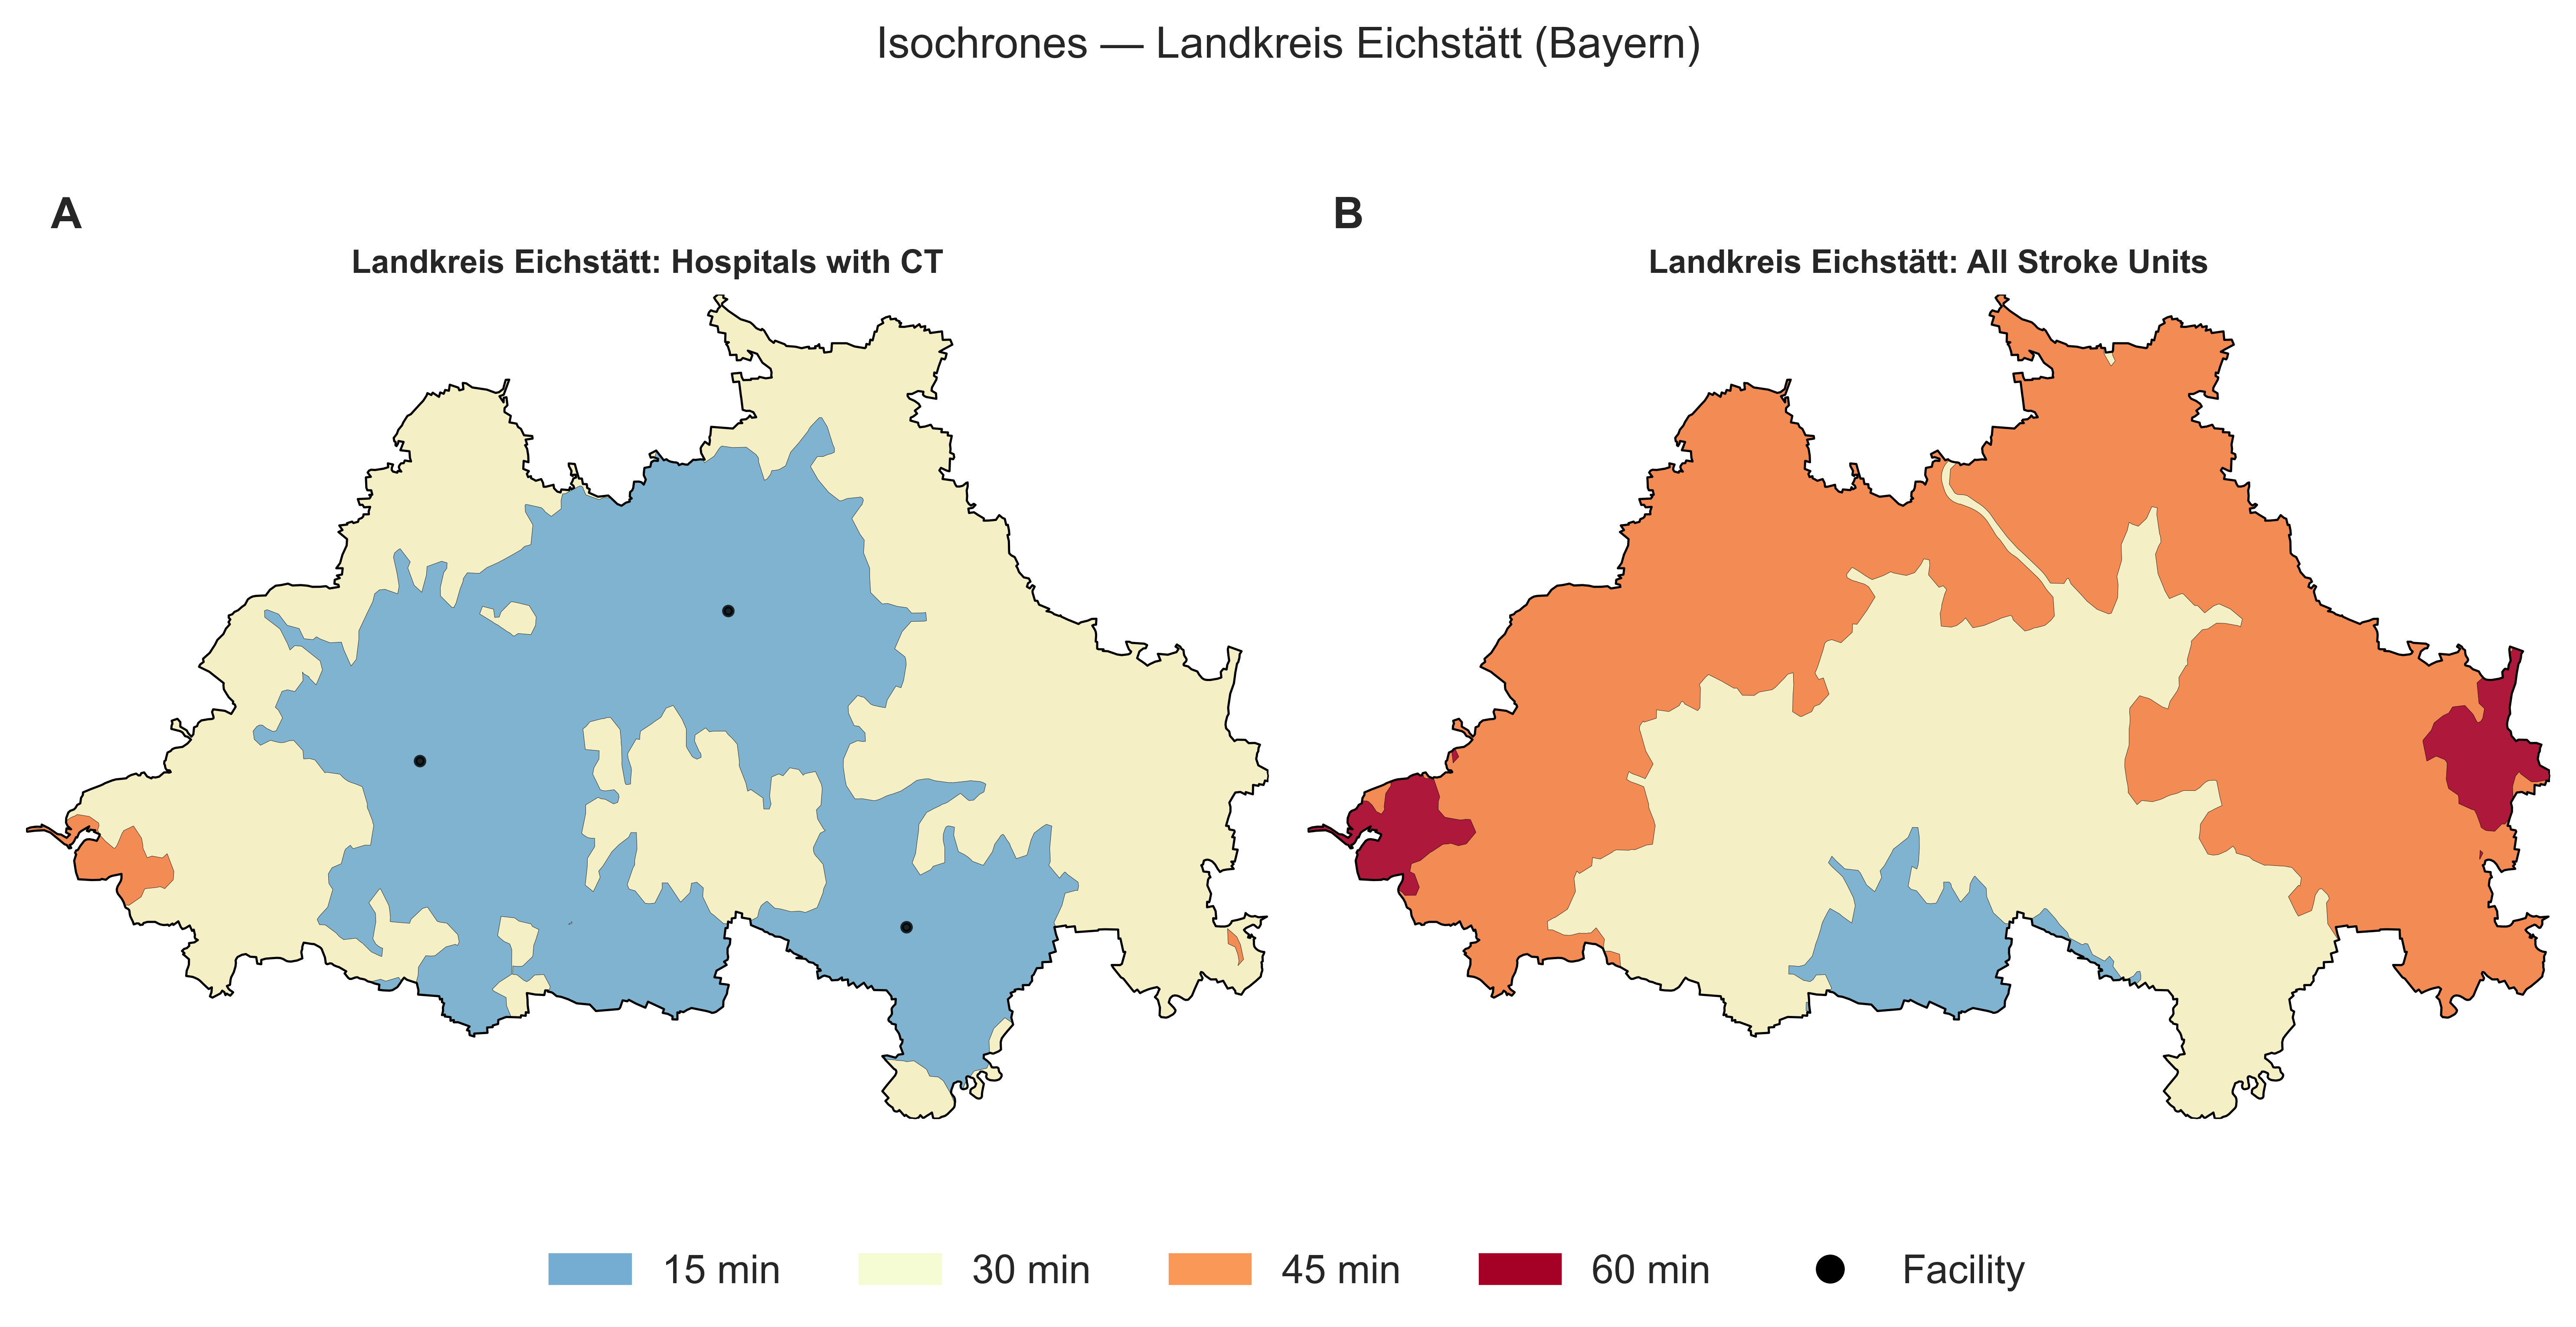 Isochrones — Landkreis Eichstätt (Bayern)
A
Landkreis Eichstätt: Hospitals with CT
B
Landkreis Eichstätt: All Stroke Units
15 min
30 min
45 min
60 min
Facility